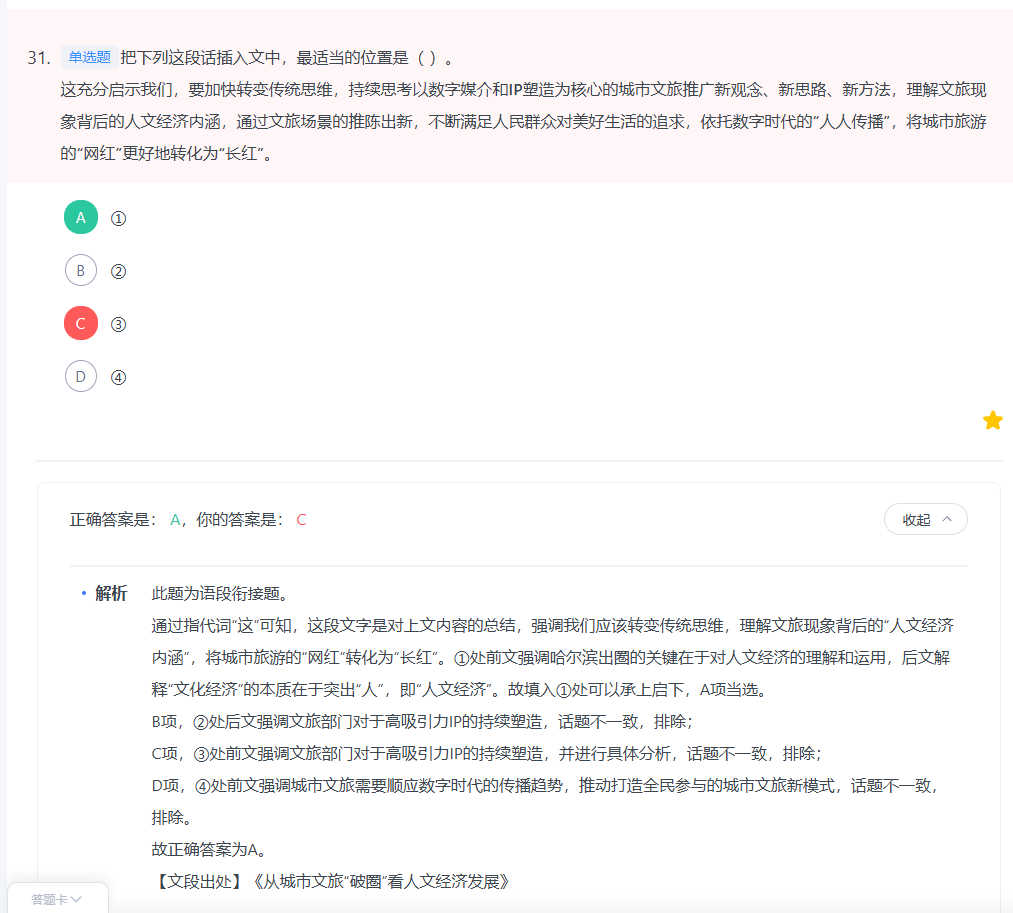 31. 单选题 把下列这段话插入文中，最适当的位置是（ ）。
这充分启示我们，要加快转变传统思维，持续思考以数字媒介和IP塑造为核心的城市文旅推广新观念、新思路、新方法，理解文旅现
象背后的人文经济内涵，通过文旅场景的推陈出新，不断满足人民群众对美好生活的追求，依托数字时代的“人人传播”，将城市旅游
的“网红”更好地转化为“长红”。
A ①
B ②
C ③
D ④
正确答案是： A，你的答案是： C
收起
解析 此题为语段衔接题。
通过指代词“这”可知，这段文字是对上文内容的总结，强调我们应该转变传统思维，理解文旅现象背后的“人文经济
内涵”，将城市旅游的“网红”转化为“长红”。①处前文强调哈尔滨出圈的关键在于对人文经济的理解和运用，后文解
释“文化经济”的本质在于突出“人”，即“人文经济”。故填入①处可以承上启下，A项当选。
B项，②处后文强调文旅部门对于高吸引力IP的持续塑造，话题不一致，排除；
C项，③处前文强调文旅部门对于高吸引力IP的持续塑造，并进行具体分析，话题不一致，排除；
D项，④处前文强调城市文旅需要顺应数字时代的传播趋势，推动打造全民参与的城市文旅新模式，话题不一致，
排除。
故正确答案为A。
【文段出处】《从城市文旅“破圈”看人文经济发展》
答题卡